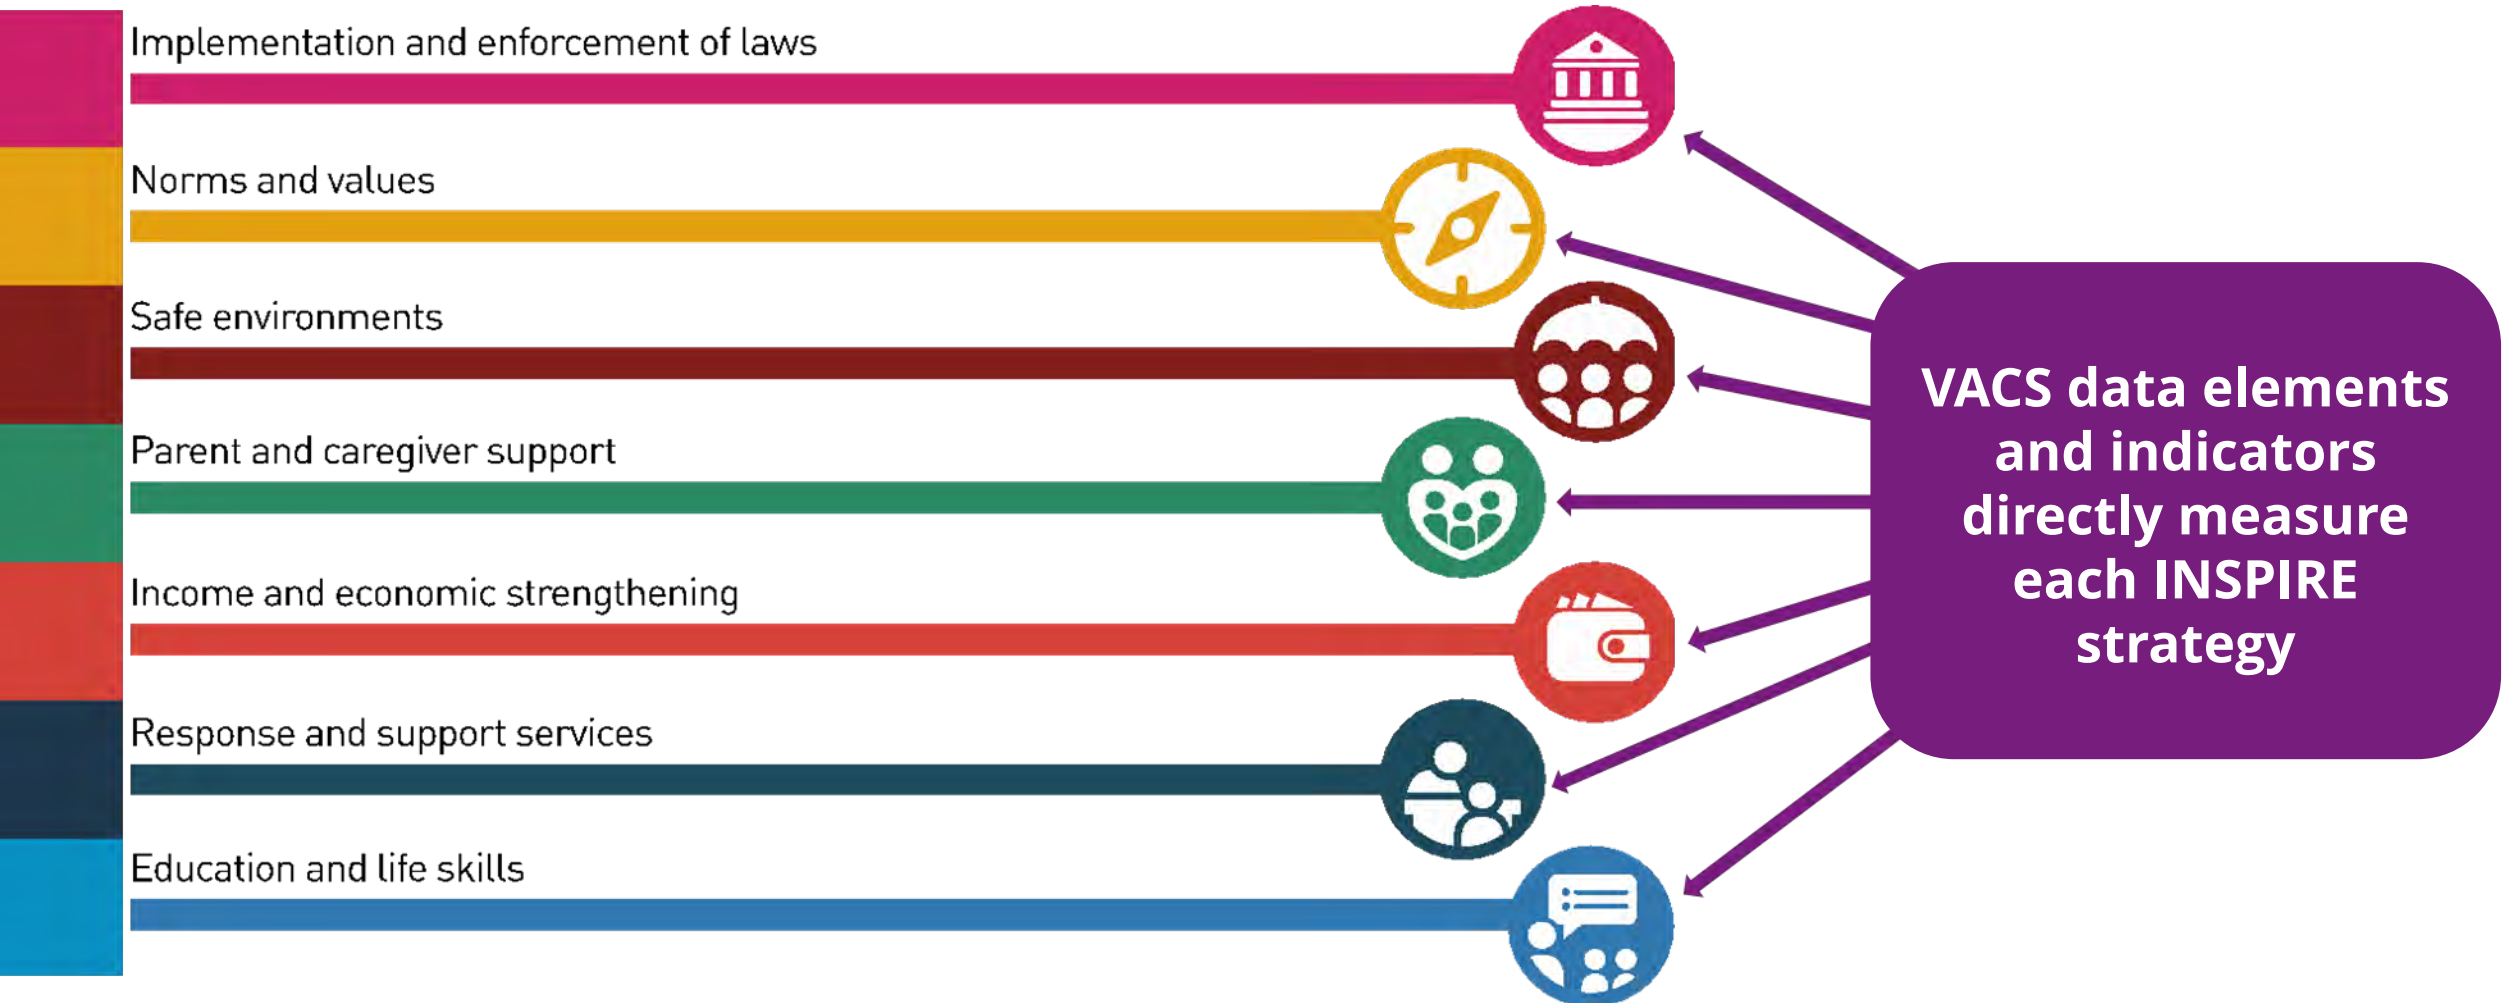 Implementation and enforcement of laws
Norms and values
Safe environments
Parent and caregiver support
Income and economic strengthening
Response and support services
Education and life skills
VACS data elements
and indicators
directly measure
each INSPIRE
strategy